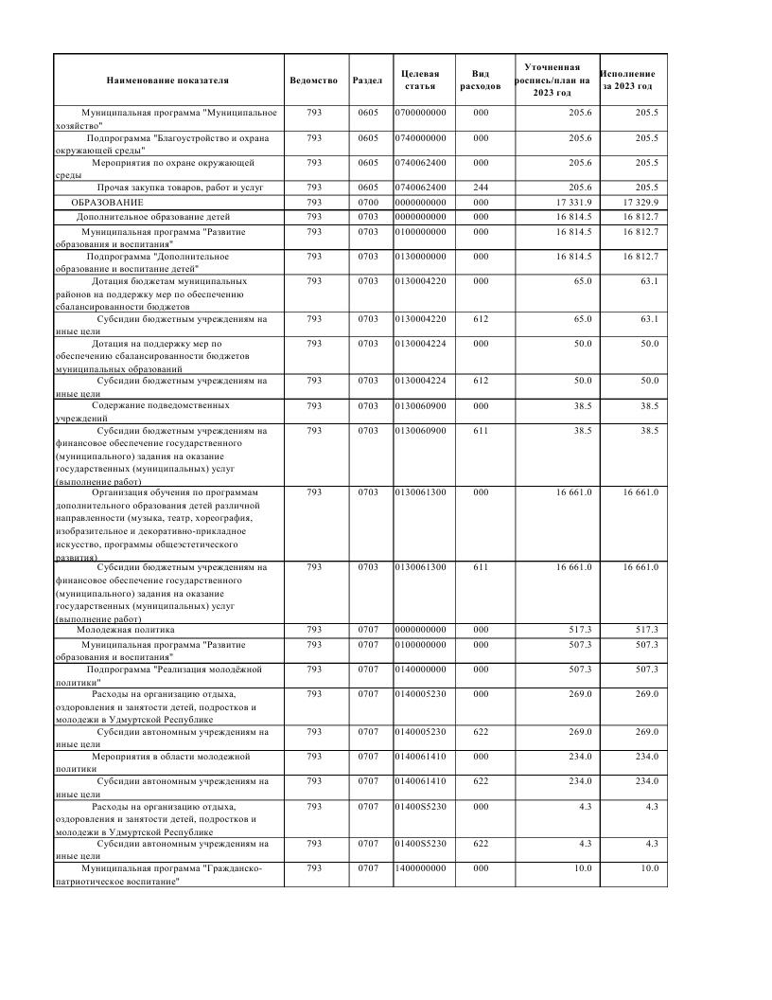 Наименование показателя Ведомство Раздел Целевая статья Вид расходов Уточненная роспись/план на 2023 год Исполнение за 2023 год
Муниципальная программа "Муниципальное 793 0605 0700000000 000 205.6 205.5
хозяйство"
Подпрограмма "Благоустройство и охрана 793 0605 0740000000 000 205.6 205.5
окружающей среды"
Мероприятия по охране окружающей 793 0605 0740062400 000 205.6 205.5
среды
Прочая закупка товаров, работ и услуг 793 0605 0740062400 244 205.6 205.5
ОБРАЗОВАНИЕ 793 0700 0000000000 000 17 331.9 17 329.9
Дополнительное образование детей 793 0703 0000000000 000 16 814.5 16 812.7
Муниципальная программа "Развитие 793 0703 0100000000 000 16 814.5 16 812.7
образования и воспитания"
Подпрограмма "Дополнительное 793 0703 0130000000 000 16 814.5 16 812.7
образование и воспитание детей"
Дотация бюджетам муниципальных 793 0703 0130004220 000 65.0 63.1
районов на поддержку мер по обеспечению
сбалансированности бюджетов
Субсидии бюджетным учреждениям на 793 0703 0130004220 612 65.0 63.1
иные цели
Дотация на поддержку мер по 793 0703 0130004224 000 50.0 50.0
обеспечению сбалансированности бюджетов
муниципальных образований
Субсидии бюджетным учреждениям на 793 0703 0130004224 612 50.0 50.0
иные цели
Содержание подведомственных 793 0703 0130060900 000 38.5 38.5
учреждений
Субсидии бюджетным учреждениям на 793 0703 0130060900 611 38.5 38.5
финансовое обеспечение государственного
(муниципального) задания на оказание
государственных (муниципальных) услуг
(выполнение работ)
Организация обучения по программам 793 0703 0130061300 000 16 661.0 16 661.0
дополнительного образования детей различной
направленности (музыка, театр, хореография,
изобразительное и декоративно-прикладное
искусство, программы общеэстетического
развития)
Субсидии бюджетным учреждениям на 793 0703 0130061300 611 16 661.0 16 661.0
финансовое обеспечение государственного
(муниципального) задания на оказание
государственных (муниципальных) услуг
(выполнение работ)
Молодежная политика 793 0707 0000000000 000 517.3 517.3
Муниципальная программа "Развитие 793 0707 0100000000 000 507.3 507.3
образования и воспитания"
Подпрограмма "Реализация молодёжной 793 0707 0140000000 000 507.3 507.3
политики"
Расходы на организацию отдыха, 793 0707 0140005230 000 269.0 269.0
оздоровления и занятости детей, подростков и
молодежи в Удмуртской Республике
Субсидии автономным учреждениям на 793 0707 0140005230 622 269.0 269.0
иные цели
Мероприятия в области молодежной 793 0707 0140061410 000 234.0 234.0
политики
Субсидии автономным учреждениям на 793 0707 0140061410 622 234.0 234.0
иные цели
Расходы на организацию отдыха, 793 0707 01400S5230 000 4.3 4.3
оздоровления и занятости детей, подростков и
молодежи в Удмуртской Республике
Субсидии автономным учреждениям на 793 0707 01400S5230 622 4.3 4.3
иные цели
Муниципальная программа "Гражданско- 793 0707 1400000000 000 10.0 10.0
патриотическое воспитание"